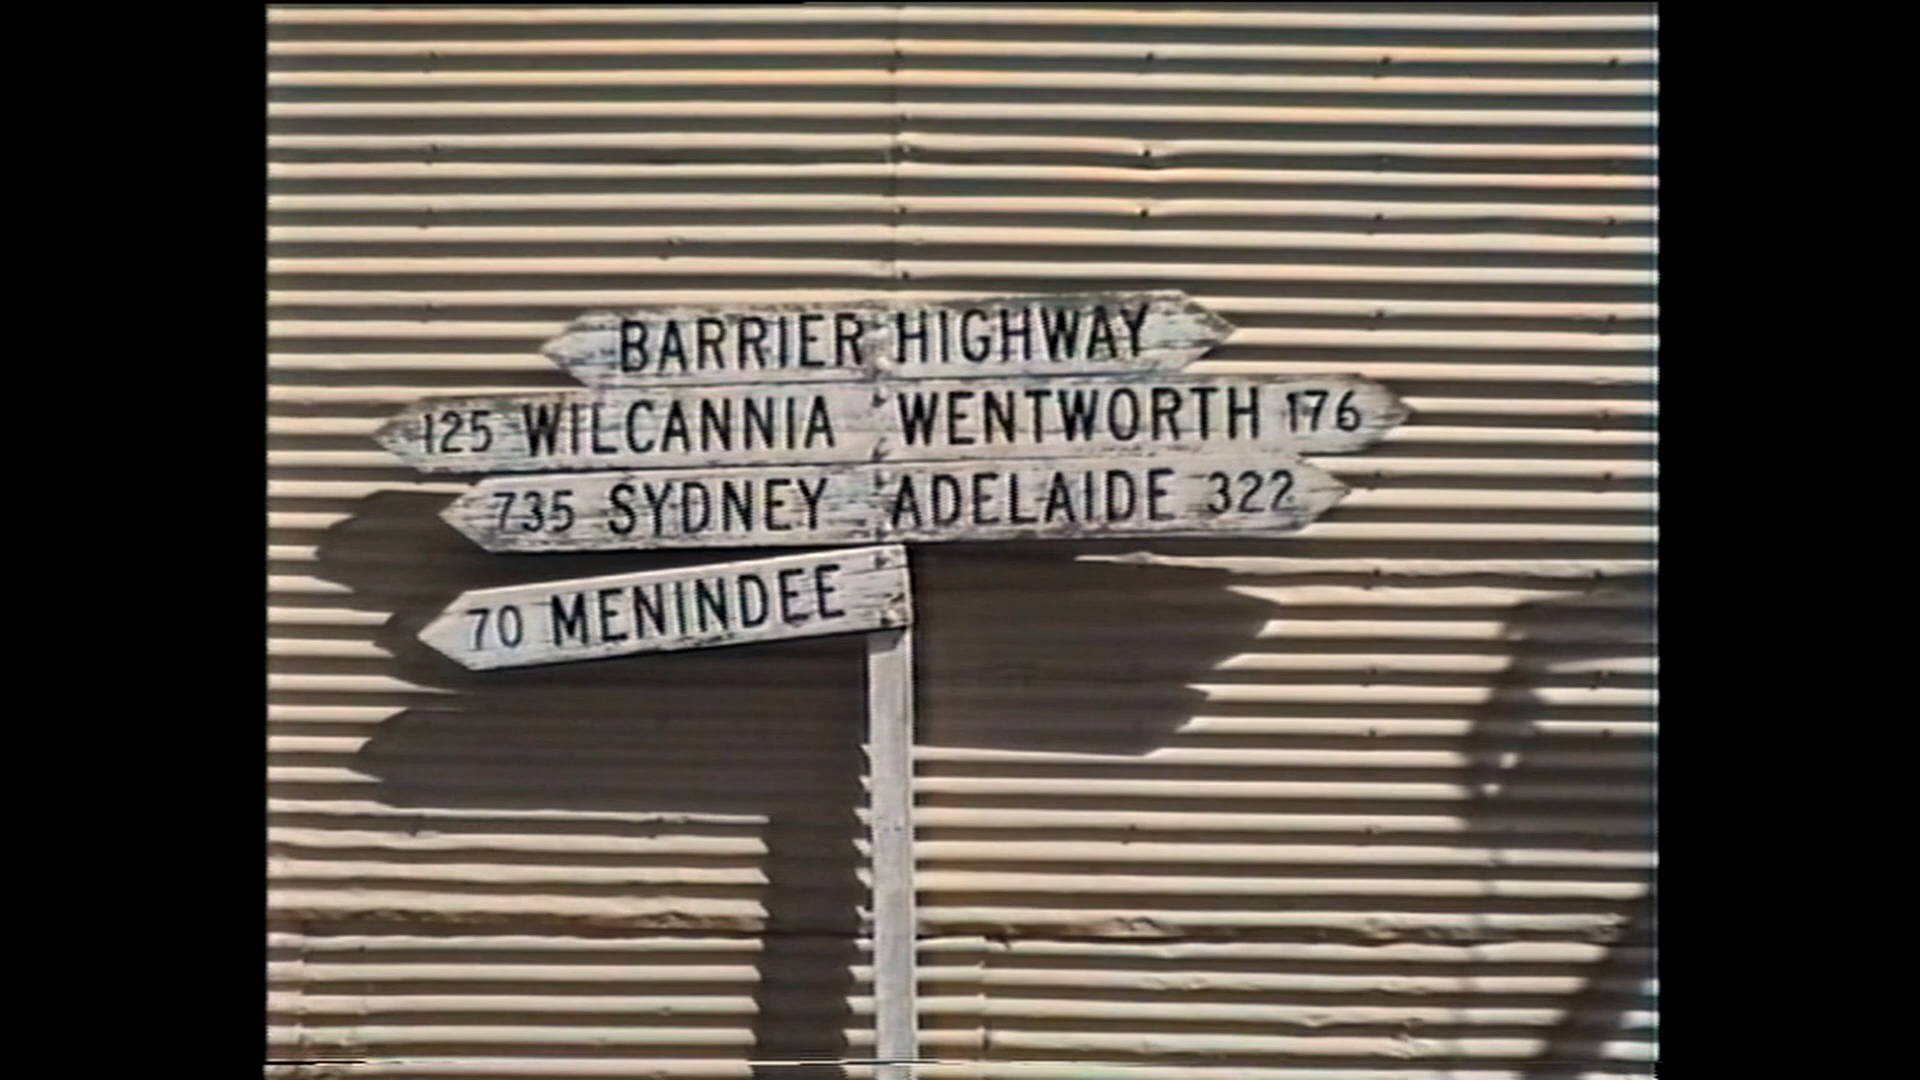 BARRIER HIGHWAY
125 WILCANNIA WENTWORTH 176
735 SYDNEY ADELAIDE 322
70 MENINDEE